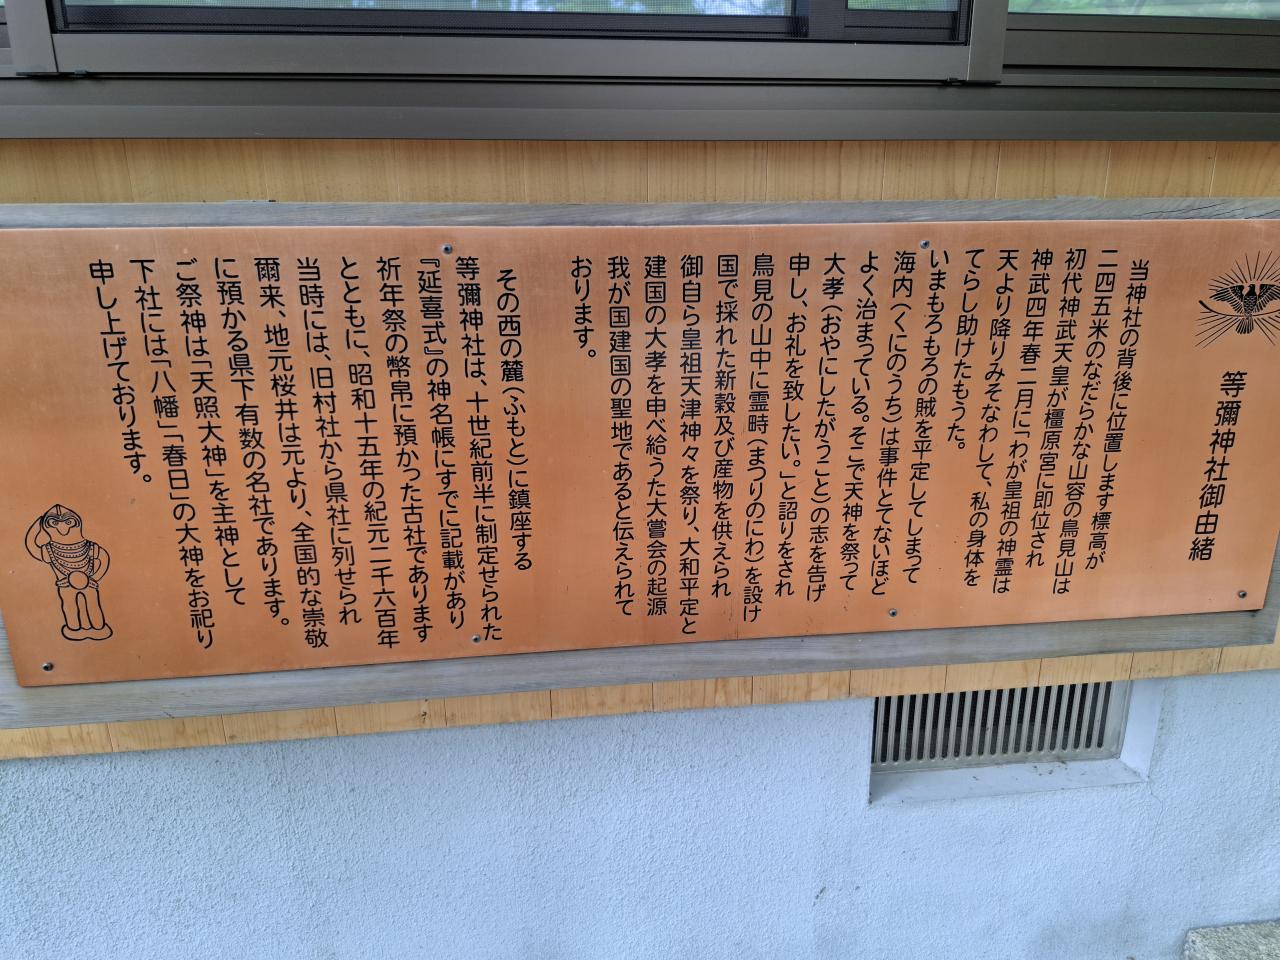 等彌神社御由緒
当神社の背後に位置します標高が
二四五米のなだらかな山容の鳥見山は
初代神武天皇が橿原宮に即位され
神武四年春二月に「わが皇祖の神霊は
天より降りみそなわして、私の身体を
てらし助けたもうた。
いまもろもろの賊を平定してしまって
海内(くにのうち)は事件とてないほど
よく治まっている。そこで天神を祭って
大孝(おやにしたがうこと)の志を告げ
申し、お礼を致したい。」と詔りをされ
鳥見の山中に霊畤(まつりのにわ)を設け
国で採れた新穀及び産物を供えられ
御自ら皇祖天津神々を祭り、大和平定と
建国の大孝を申べ給うた大嘗会の起源
我が国建国の聖地であると伝えられて
おります。
その西の麓(ふもと)に鎮座する
等彌神社は、十世紀前半に制定せられた
『延喜式』の神名帳にすでに記載があり
祈年祭の幣帛に預かった古社であります
とともに、昭和十五年の紀元二千六百年
当時には、旧村社から県社に列せられ
爾来、地元桜井は元より、全国的な崇敬
に預かる県下有数の名社であります。
ご祭神は「天照大神」を主神として
下社には「八幡」「春日」の大神をお祀り
申し上げております。